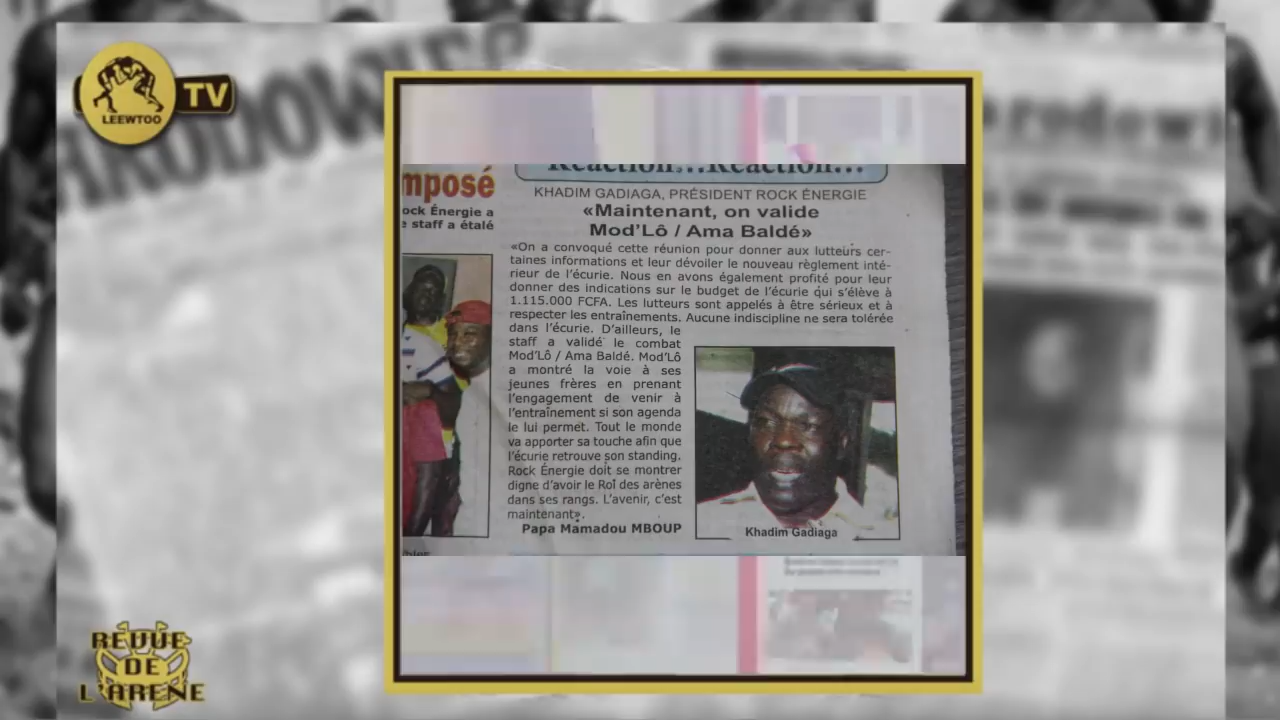 LEEWTOO
TV
Réaction...Réaction...
mposé
ock Énergie a
e staff a étalé
KHADIM GADIAGA, PRÉSIDENT ROCK ÉNERGIE
«Maintenant, on valide
Mod'Lô / Ama Baldé»
«On a convoqué cette réunion pour donner aux lutteurs cer-
taines informations et leur dévoiler le nouveau règlement inté-
rieur de l'écurie. Nous en avons également profité pour leur
donner des indications sur le budget de l'écurie qui s'élève à
1.115.000 FCFA. Les lutteurs sont appelés à être sérieux et à
respecter les entraînements. Aucune indiscipline ne sera tolérée
dans l'écurie. D'ailleurs, le
staff a validé le combat
Mod'Lô / Ama Baldé. Mod'Lô
a montré la voie à ses
jeunes frères en prenant
l'engagement de venir à
l'entraînement si son agenda
le lui permet. Tout le monde
va apporter sa touche afin que
l'écurie retrouve son standing.
Rock Énergie doit se montrer
digne d'avoir le Roi des arènes
dans ses rangs. L'avenir, c'est
maintenant».
Papa Mamadou MBOUP
Khadim Gadiaga
REVUE
DE
L'ARENE